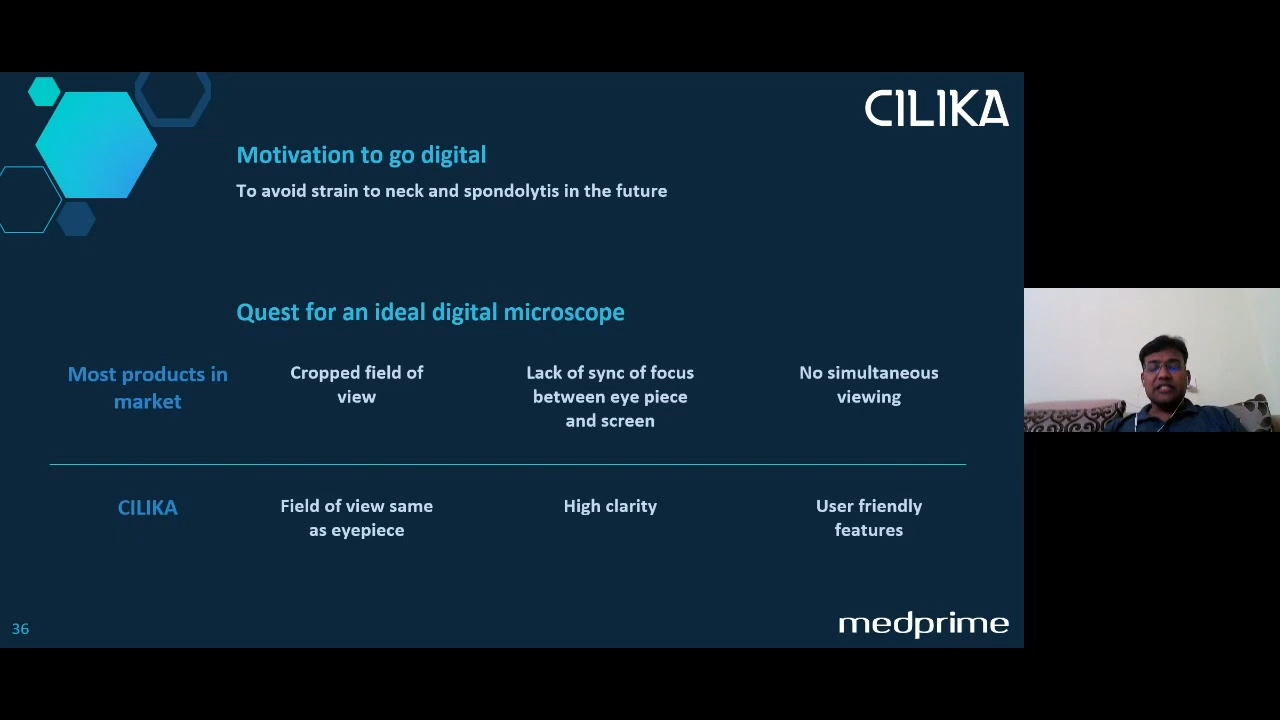 CILIKA
Motivation to go digital
To avoid strain to neck and spondolytis in the future
Quest for an ideal digital microscope
Most products in
market
Cropped field of
view
Lack of sync of focus
between eye piece
and screen
No simultaneous
viewing
CILIKA
Field of view same
as eyepiece
High clarity
User friendly
features
36
medprime